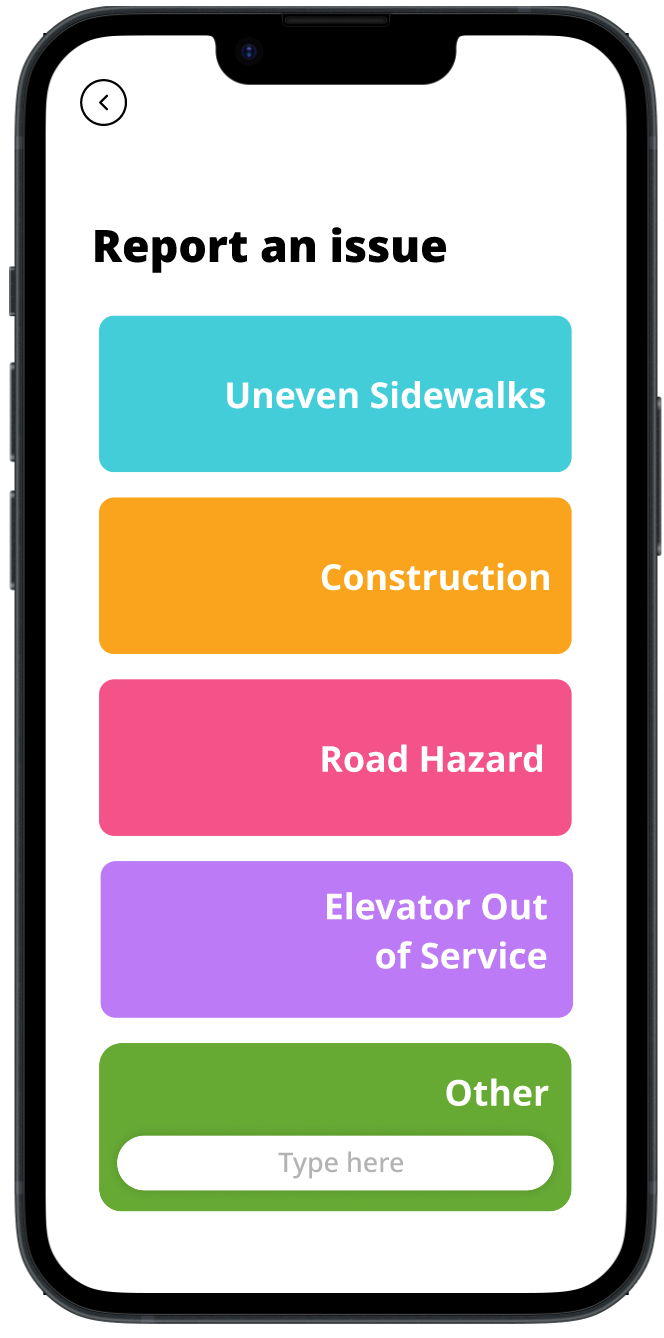 Report an issue
Uneven Sidewalks
Construction
Road Hazard
Elevator Out
of Service
Other
Type here